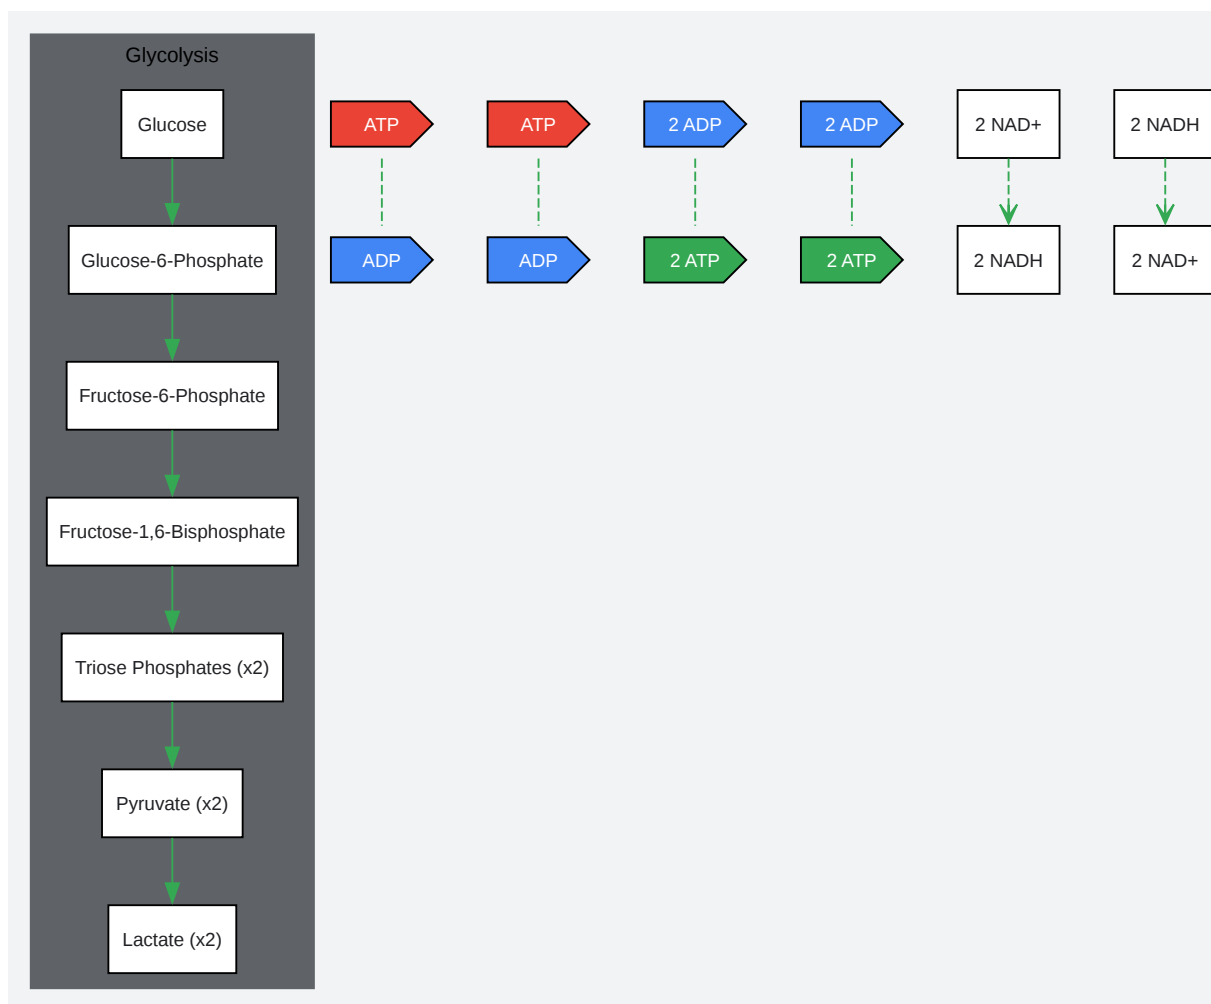 Glycolysis
Glucose
ATP
ATP
2 ADP
2 ADP
2 NAD+
2 NADH
Glucose-6-Phosphate
ADP
ADP
2 ATP
2 ATP
2 NADH
2 NAD+
Fructose-6-Phosphate
Fructose-1,6-Bisphosphate
Triose Phosphates (x2)
Pyruvate (x2)
Lactate (x2)